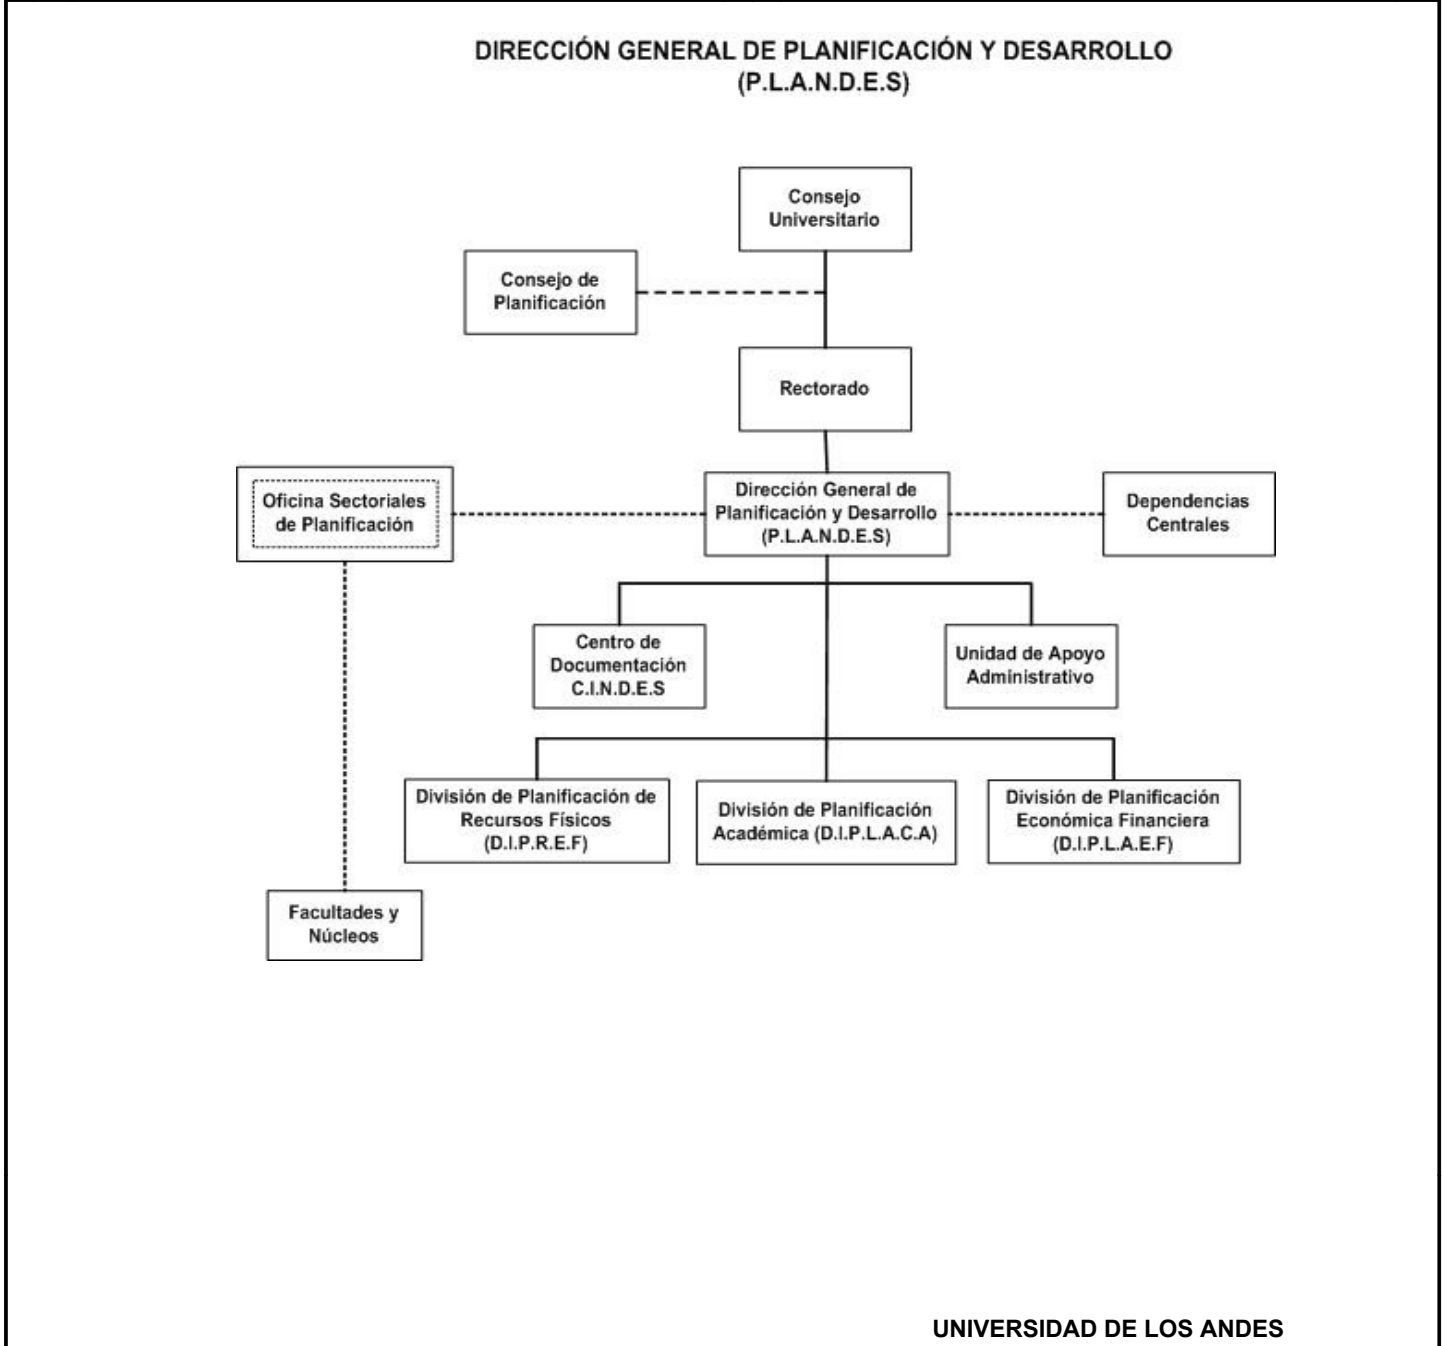 DIRECCIÓN GENERAL DE PLANIFICACIÓN Y DESARROLLO
(P.L.A.N.D.E.S)
Consejo
Universitario
Consejo de
Planificación
Rectorado
Oficina Sectoriales
de Planificación
Dirección General de
Planificación y Desarrollo
(P.L.A.N.D.E.S)
Dependencias
Centrales
Centro de
Documentación
C.I.N.D.E.S
Unidad de Apoyo
Administrativo
División de Planificación de
Recursos Físicos
(D.I.P.R.E.F)
División de Planificación
Académica (D.I.P.L.A.C.A)
División de Planificación
Económica Financiera
(D.I.P.L.A.E.F)
Facultades y
Núcleos
UNIVERSIDAD DE LOS ANDES